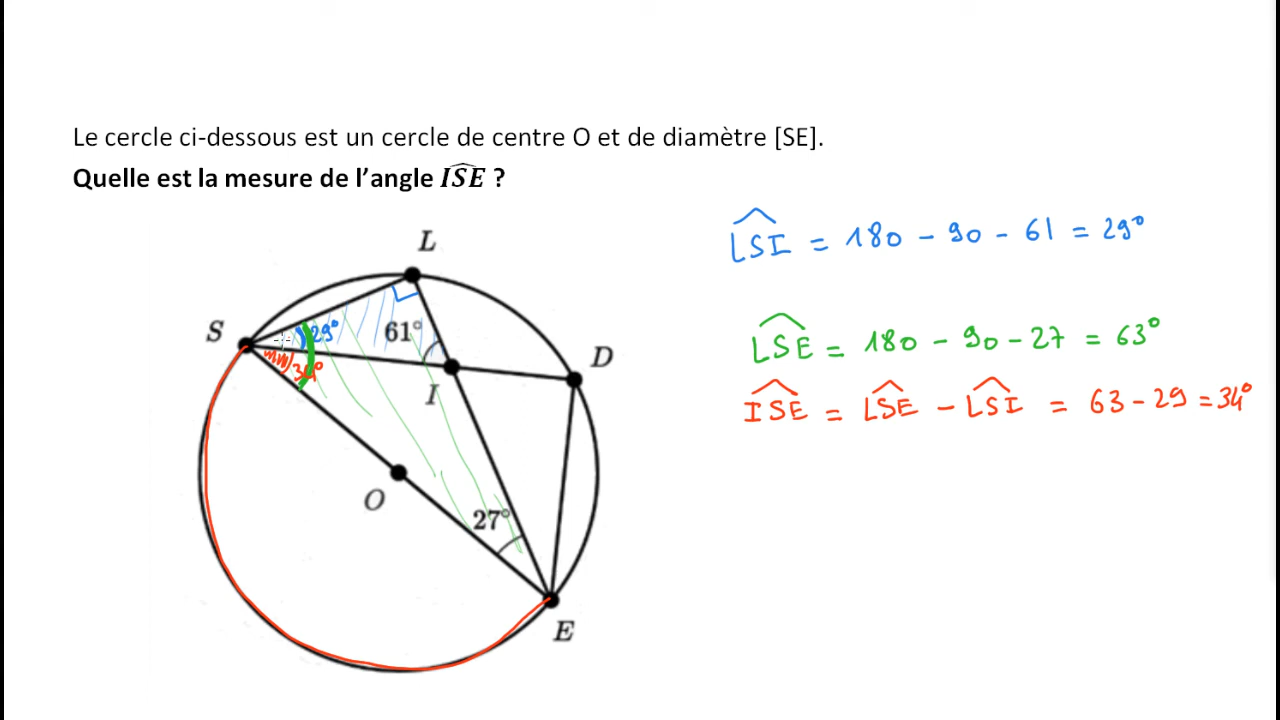 Le cercle ci-dessous est un cercle de centre O et de diamètre [SE].
Quelle est la mesure de l’angle ISE ?
LSI = 180 - 90 - 61 = 29°
L
S
29°
61°
LSE = 180 - 90 - 27 = 63°
D
34°
I
ISE = LSE - LSI = 63 - 29 = 34°
O
27°
E